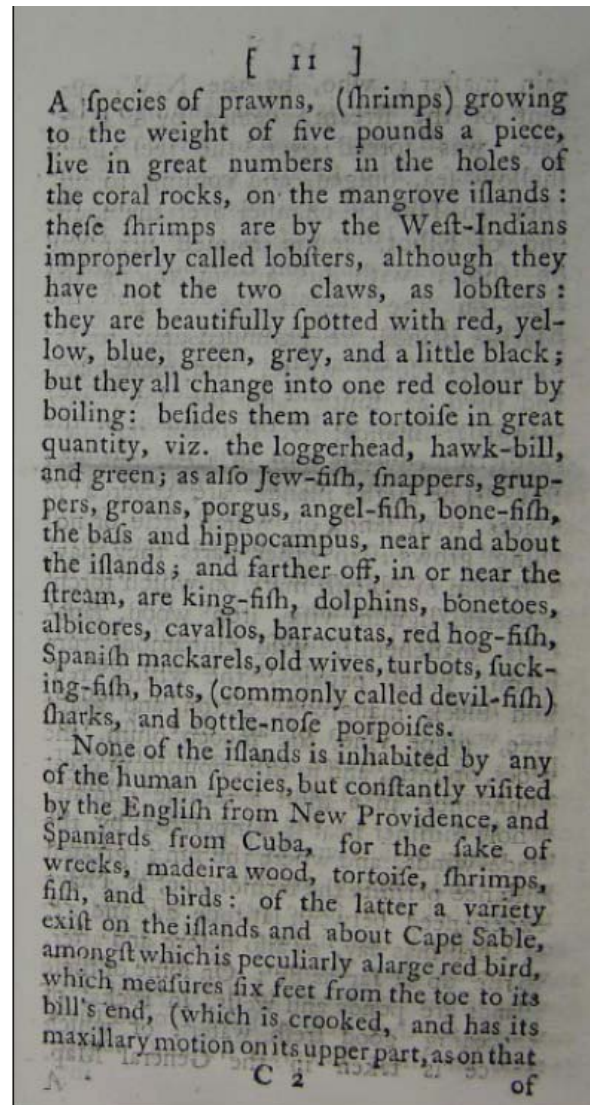 [ 11 ]
A ſpecies of prawns, (ſhrimps) growing
to the weight of five pounds a piece,
live in great numbers in the holes of
the coral rocks, on the mangrove iſlands :
theſe ſhrimps are by the Weſt-Indians
improperly called lobſters, although they
have not the two claws, as lobſters :
they are beautifully ſpotted with red, yel-
low, blue, green, grey, and a little black ;
but they all change into one red colour by
boiling: beſides them are tortoiſe in great
quantity, viz. the loggerhead, hawk-bill,
and green; as alſo Jew-fiſh, ſnappers, grup-
pers, groans, porgus, angel-fiſh, bone-fiſh,
the baſs and hippocampus, near and about
the iſlands ; and farther off, in or near the
ſtream, are king-fiſh, dolphins, bonetoes,
albicores, cavallos, baracutas, red hog-fiſh,
Spaniſh mackarels, old wives, turbots, ſuck-
ing-fiſh, bats, (commonly called devil-fiſh)
ſharks, and bottle-noſe porpoiſes.
None of the iſlands is inhabited by any
of the human ſpecies, but conſtantly viſited
by the Engliſh from New Providence, and
Spaniards from Cuba, for the ſake of
wrecks, madeira wood, tortoiſe, ſhrimps,
fiſh, and birds : of the latter a variety
exiſt on the iſlands and about Cape Sable,
amongſt which is peculiarly a large red bird,
which meaſures ſix feet from the toe to its
bill's end, (which is crooked, and has its
maxillary motion on its upper part, as on that
C 2 of